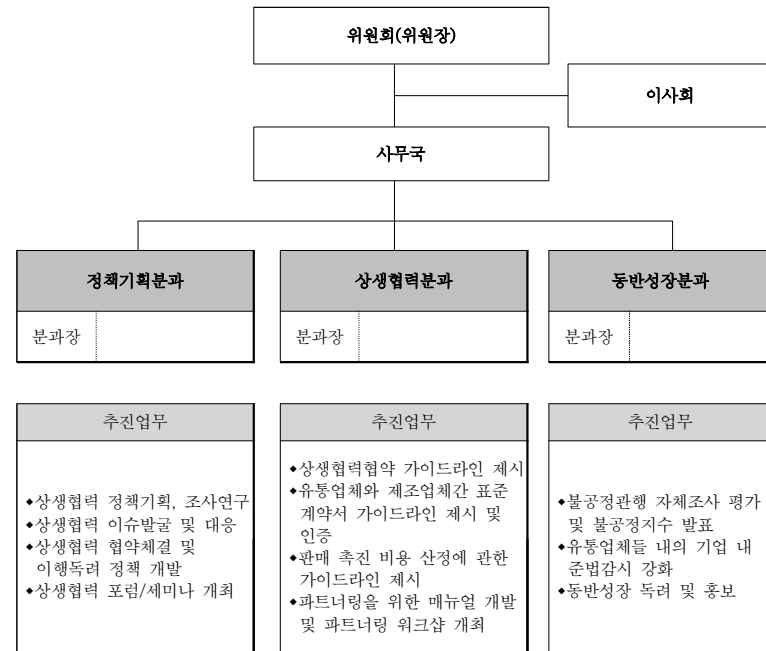 위원회(위원장)
이사회
사무국
정책기획분과
분과장
상생협력분과
분과장
동반성장분과
분과장
추진업무
◆상생협력 정책기획, 조사연구
◆상생협력 이슈발굴 및 대응
◆상생협력 협약체결 및
이행독려 정책 개발
◆상생협력 포럼/세미나 개최
추진업무
◆상생협력협약 가이드라인 제시
◆유통업체와 제조업체간 표준
계약서 가이드라인 제시 및
인증
◆판매 촉진 비용 산정에 관한
가이드라인 제시
◆파트너링을 위한 매뉴얼 개발
및 파트너링 워크샵 개최
추진업무
◆불공정관행 자체조사 평가
및 불공정지수 발표
◆유통업체들 내의 기업 내
준법감시 강화
◆동반성장 독려 및 홍보